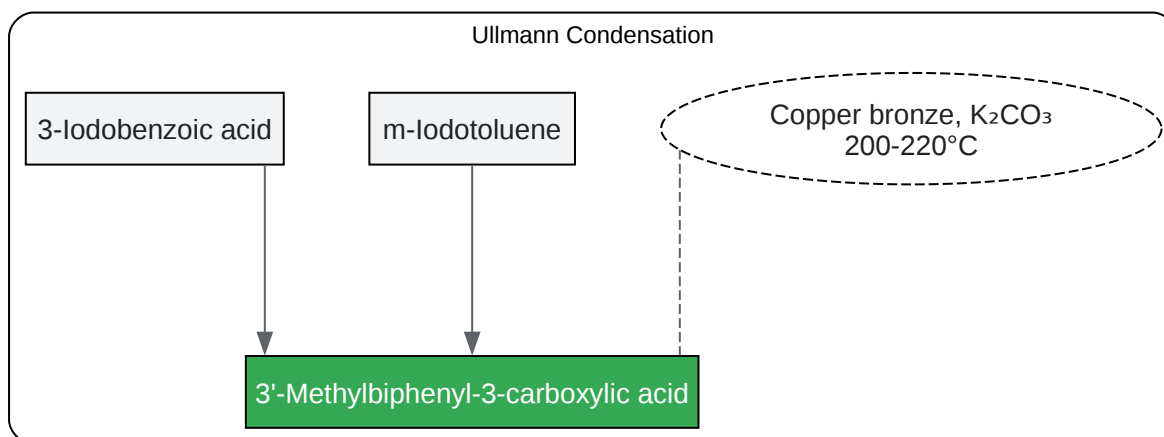 Ullmann Condensation
3-Iodobenzoic acid
m-Iodotoluene
Copper bronze, K₂CO₃
200-220°C
3'-Methylbiphenyl-3-carboxylic acid